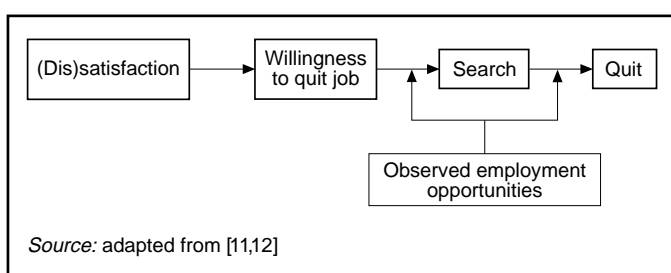 (Dis)satisfaction
Willingness
to quit job
Search
Quit
Observed employment
opportunities
Source: adapted from [11,12]